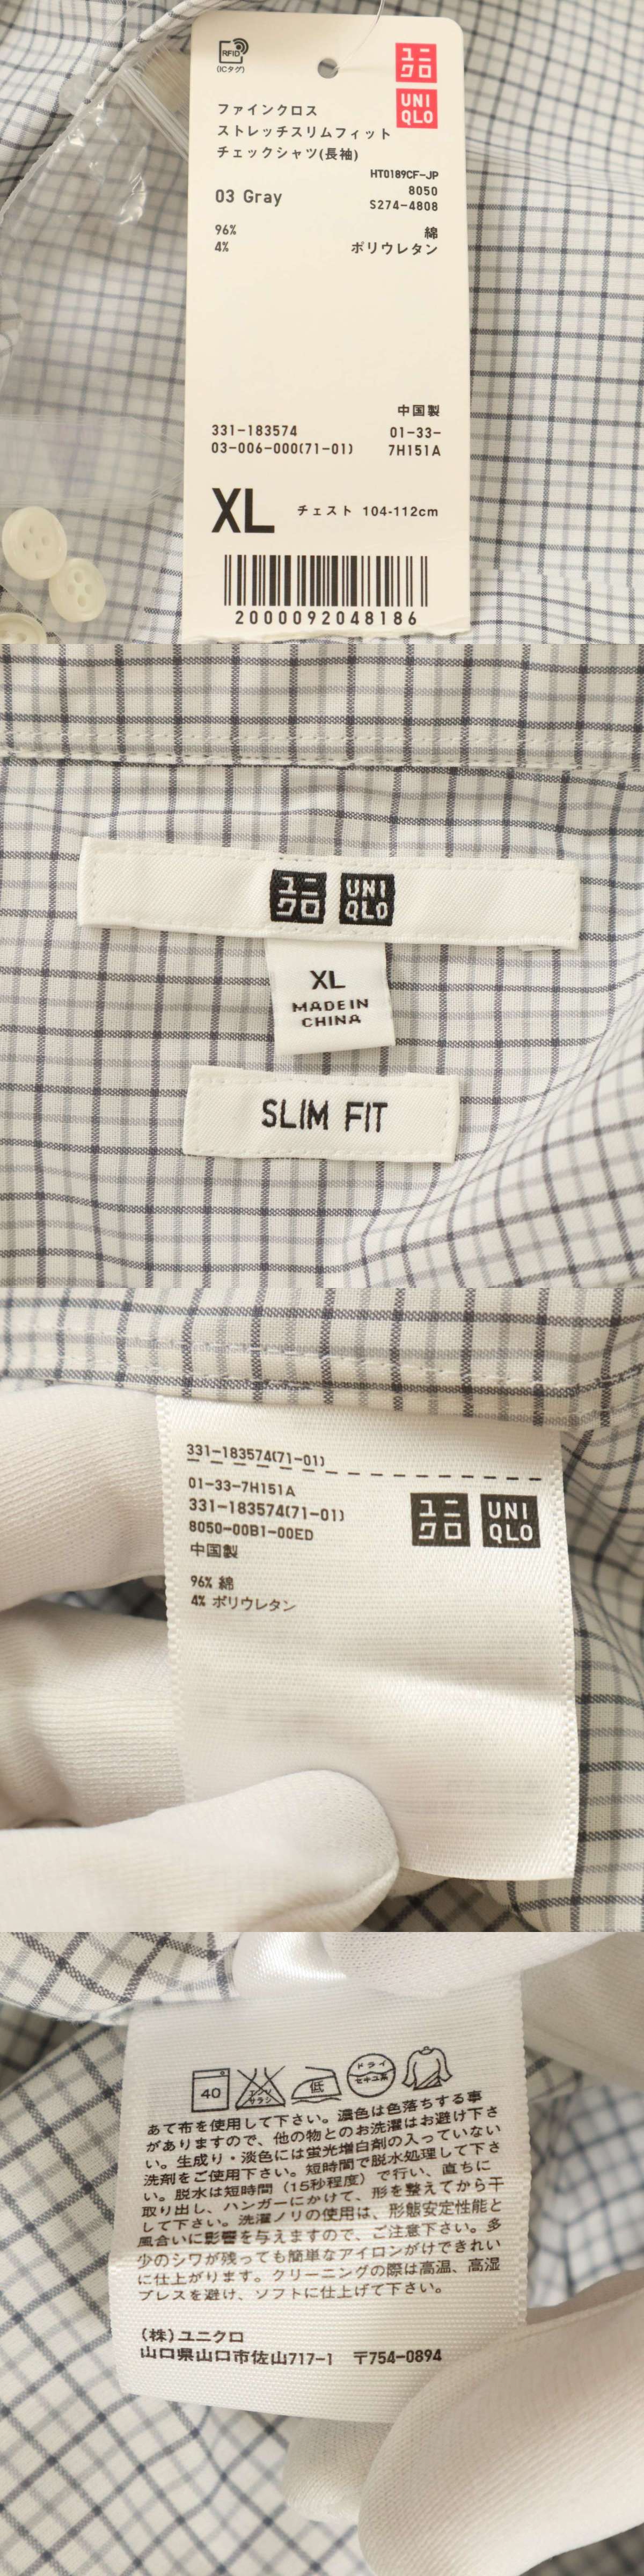 RFID
(ICタグ)
ユニ
クロ
UNI
QLO
ファインクロス
ストレッチスリムフィット
チェックシャツ(長袖)
HT0189CF-JP
03 Gray
8050
S274-4808
96% 綿
4% ポリウレタン
中国製
331-183574 01-33-
03-006-000(71-01) 7H151A
XL チェスト 104-112cm
2000092048186
ユニ
クロ
UNI
QLO
XL
MADE IN
CHINA
SLIM FIT
331-183574(71-01)
01-33-7H151A
331-183574(71-01)
8050-00B1-00ED
中国製
ユニ
クロ
UNI
QLO
96% 綿
4% ポリウレタン
40
エンソ
サラシ
低
ドライ
セキユ系
あて布を使用して下さい。濃色は色落ちする事
がありますので、他の物とのお洗濯はお避け下さ
い。生成り・淡色には蛍光増白剤の入っていない
洗剤をご使用下さい。短時間で脱水処理して下さ
い。脱水は短時間（15秒程度）で行い、直ちに
取り出し、ハンガーにかけて、形を整えてから干
して下さい。洗濯ノリの使用は、形態安定性能と
風合いに影響を与えますので、ご注意下さい。多
少のシワが残っても簡単なアイロンがけできれい
に仕上がります。クリーニングの際は高温、高湿
プレスを避け、ソフトに仕上げて下さい。
(株)ユニクロ
山口県山口市佐山717-1 〒754-0894